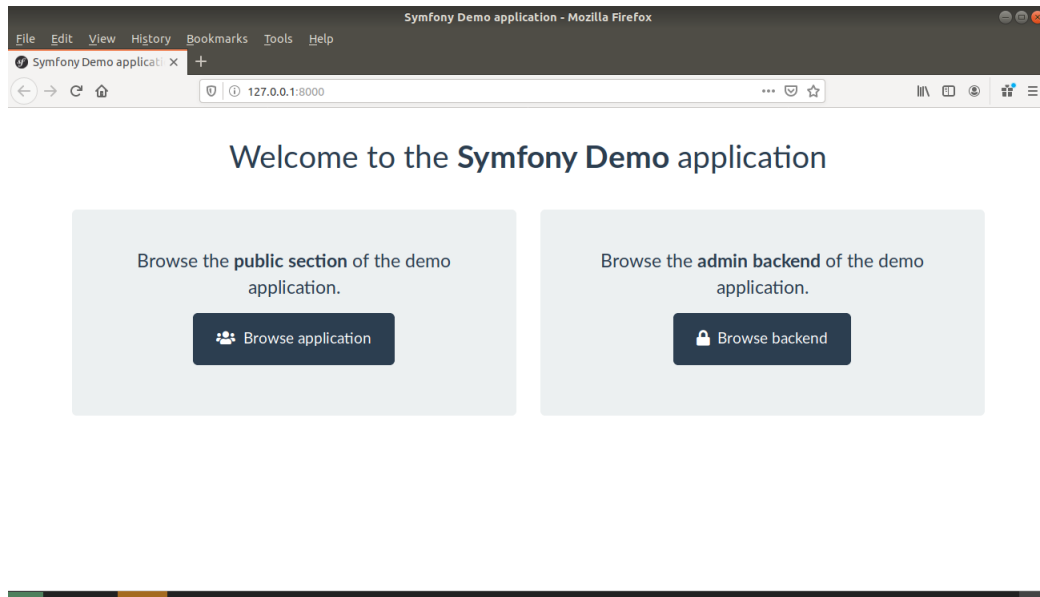 Symfony Demo application - Mozilla Firefox
File Edit View History Bookmarks Tools Help
Symfony Demo applicati
127.0.0.1:8000
Welcome to the Symfony Demo application
Browse the public section of the demo
application.
Browse application
Browse the admin backend of the demo
application.
Browse backend